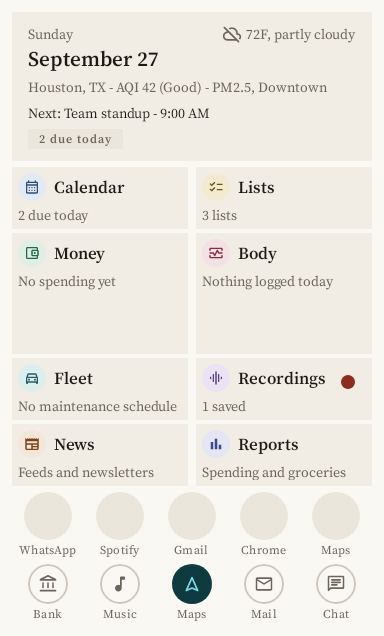 Sunday
72F, partly cloudy
September 27
Houston, TX - AQI 42 (Good) - PM2.5, Downtown
Next: Team standup - 9:00 AM
2 due today
Calendar
2 due today
Lists
3 lists
Money
No spending yet
Body
Nothing logged today
Fleet
No maintenance schedule
Recordings
1 saved
News
Feeds and newsletters
Reports
Spending and groceries
WhatsApp
Spotify
Gmail
Chrome
Maps
Bank
Music
Maps
Mail
Chat